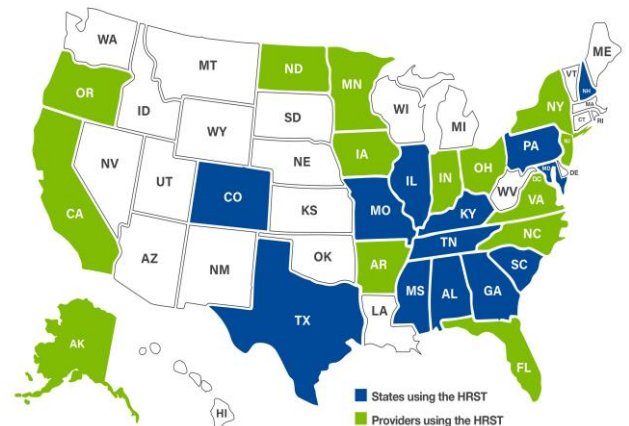 WA
MT
ND
MN
ME
VT
NH
OR
ID
SD
WI
MI
NY
MA
CT
RI
WY
IA
PA
NJ
NV
NE
IL
IN
OH
MD
DE
DC
UT
CO
WV
VA
CA
KS
MO
KY
NC
TN
AZ
NM
OK
AR
SC
MS
AL
GA
TX
LA
AK
FL
HI
States using the HRST
Providers using the HRST